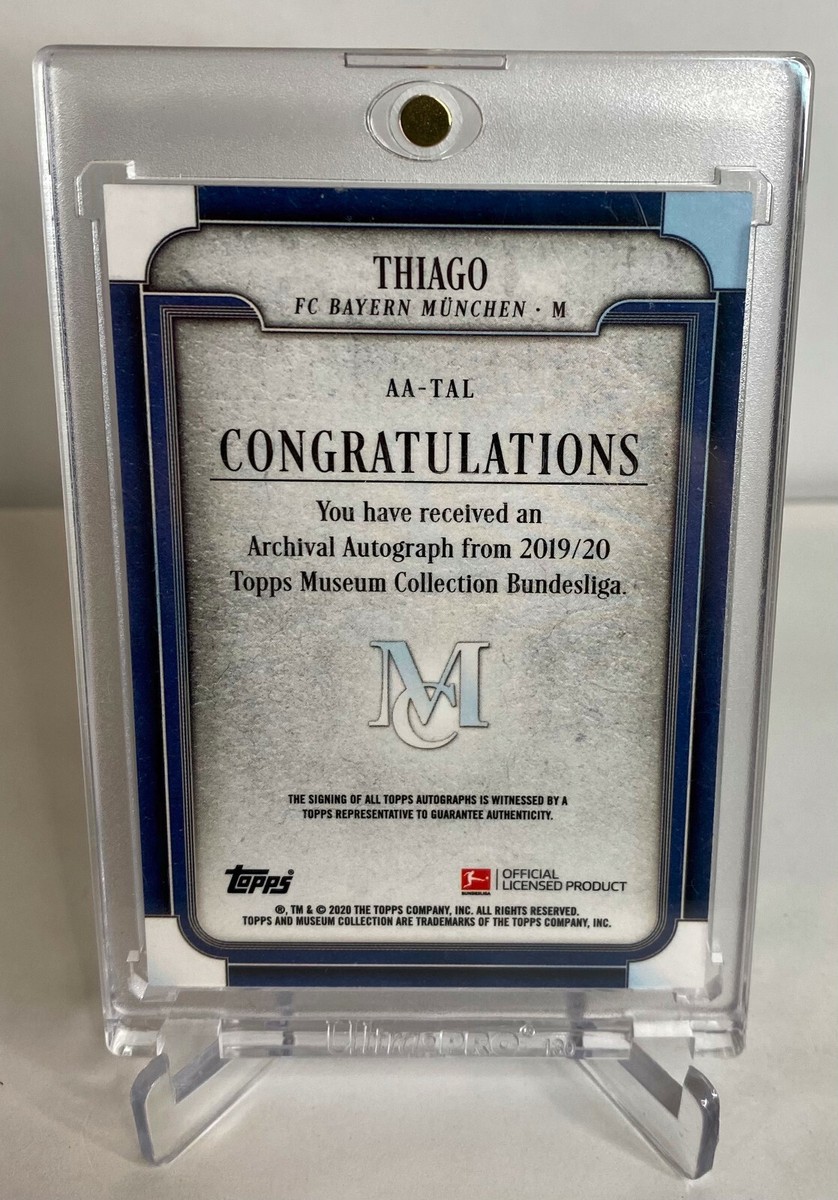 THIAGO
FC BAYERN MÜNCHEN · M
AA-TAL
CONGRATULATIONS
You have received an
Archival Autograph from 2019/20
Topps Museum Collection Bundesliga.
MC
THE SIGNING OF ALL TOPPS AUTOGRAPHS IS WITNESSED BY A
TOPPS REPRESENTATIVE TO GUARANTEE AUTHENTICITY.
topps®
BUNDESLIGA
OFFICIAL
LICENSED PRODUCT
®, TM & © 2020 THE TOPPS COMPANY, INC. ALL RIGHTS RESERVED.
TOPPS AND MUSEUM COLLECTION ARE TRADEMARKS OF THE TOPPS COMPANY, INC.
Ultra PRO®